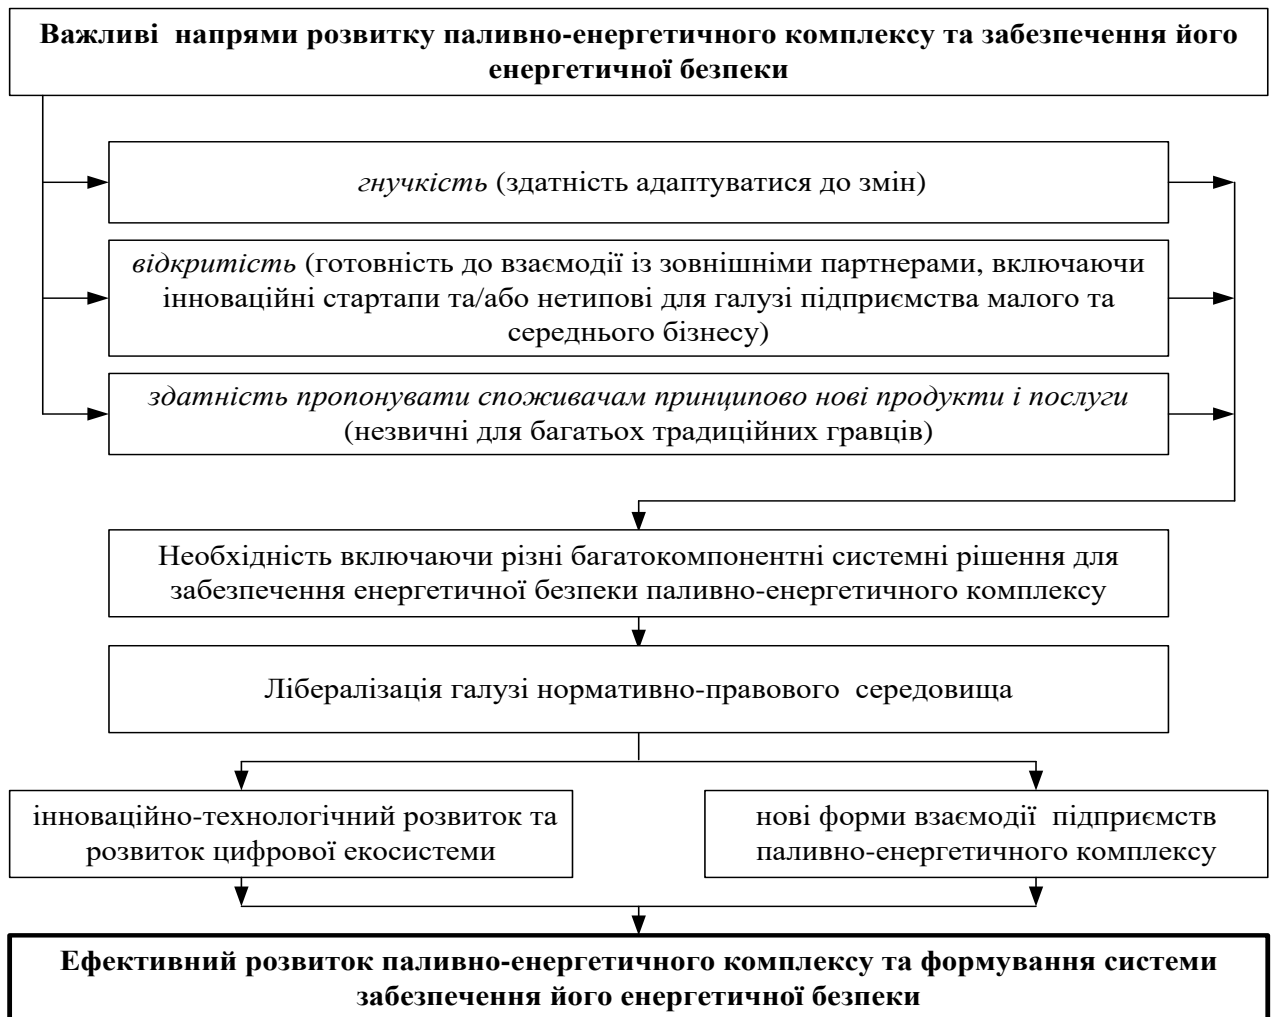 Важливі напрями розвитку паливно-енергетичного комплексу та забезпечення його
енергетичної безпеки
гнучкість (здатність адаптуватися до змін)
відкритість (готовність до взаємодії із зовнішніми партнерами, включаючи
інноваційні стартапи та/або нетипові для галузі підприємства малого та
середнього бізнесу)
здатність пропонувати споживачам принципово нові продукти і послуги
(незвичні для багатьох традиційних гравців)
Необхідність включаючи різні багатокомпонентні системні рішення для
забезпечення енергетичної безпеки паливно-енергетичного комплексу
Лібералізація галузі нормативно-правового середовища
інноваційно-технологічний розвиток та
розвиток цифрової екосистеми
нові форми взаємодії підприємств
паливно-енергетичного комплексу
Ефективний розвиток паливно-енергетичного комплексу та формування системи
забезпечення його енергетичної безпеки